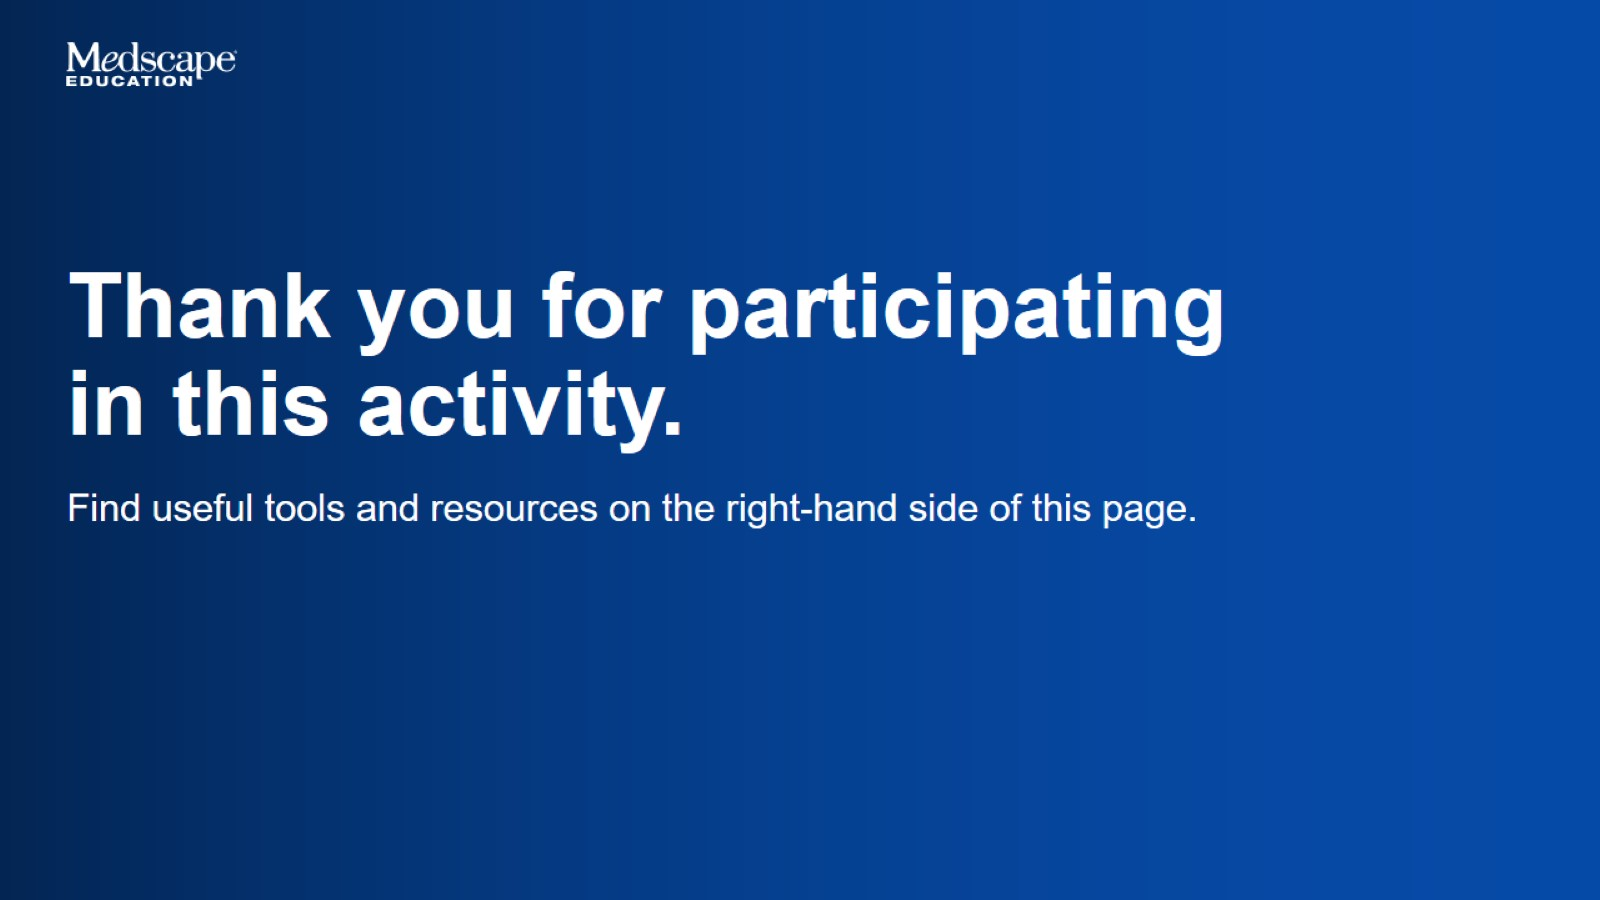 Medscape
EDUCATION
Thank you for participating
in this activity.
Find useful tools and resources on the right-hand side of this page.